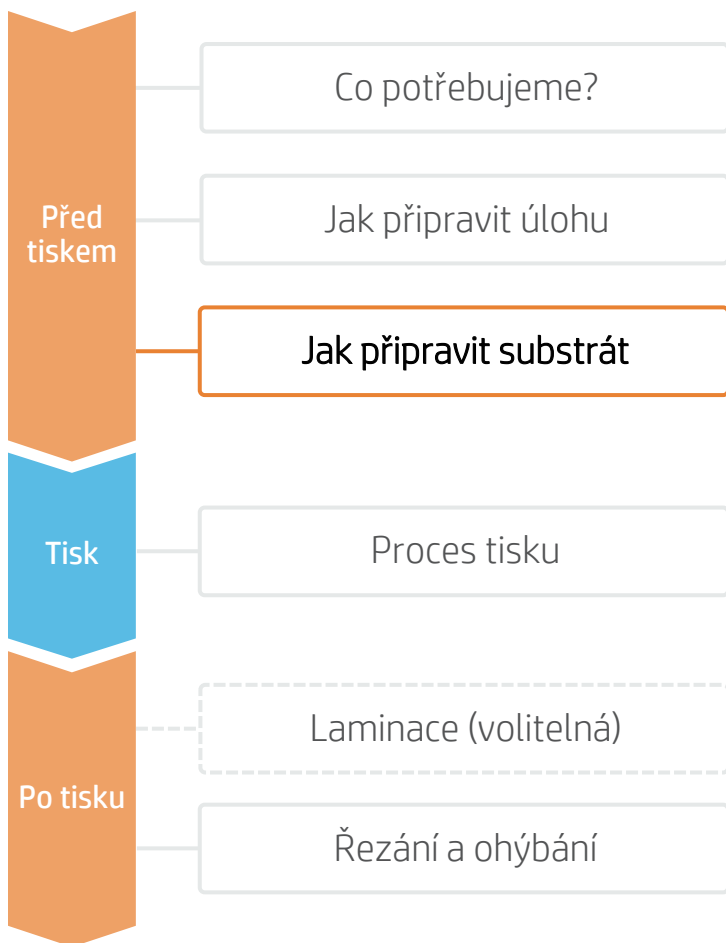 Co potřebujeme?
Před
tiskem
Jak připravit úlohu
Jak připravit substrát
Tisk
Proces tisku
Laminace (volitelná)
Po tisku
Řezání a ohýbání